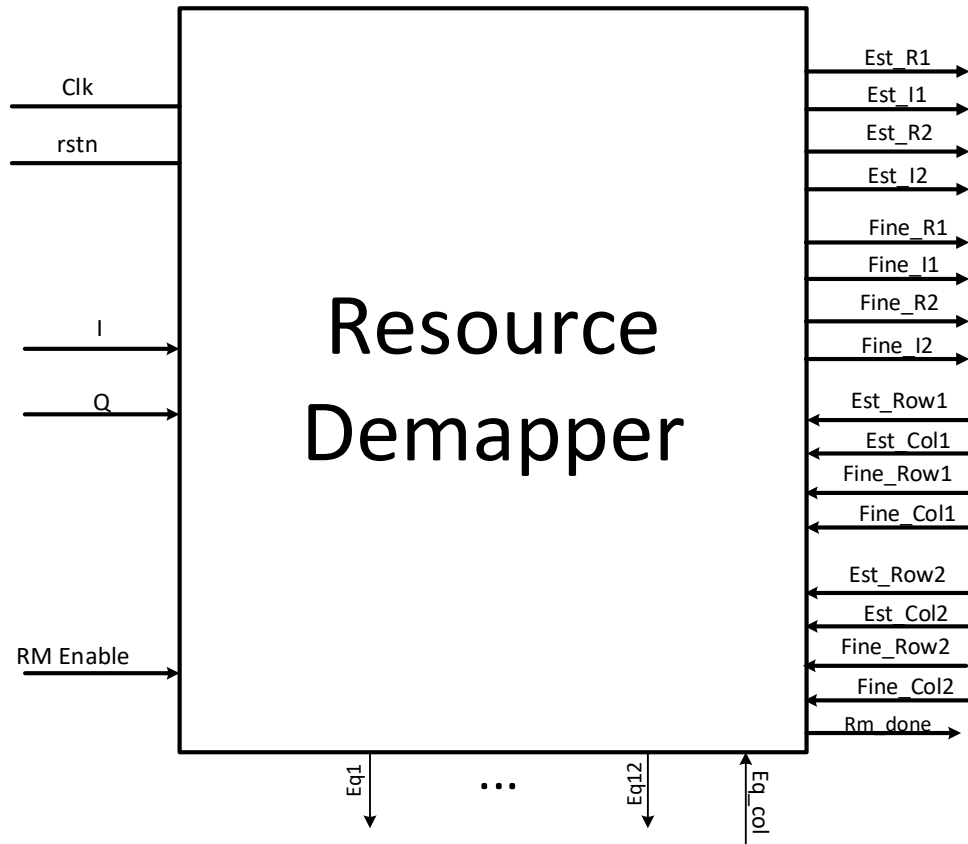 Clk
rstn
I
Q
RM Enable
Resource
Demapper
Est_R1
Est_I1
Est_R2
Est_I2
Fine_R1
Fine_I1
Fine_R2
Fine_I2
Est_Row1
Est_Col1
Fine_Row1
Fine_Col1
Est_Row2
Est_Col2
Fine_Row2
Fine_Col2
Rm_done
Eq1
...
Eq12
Eq_col